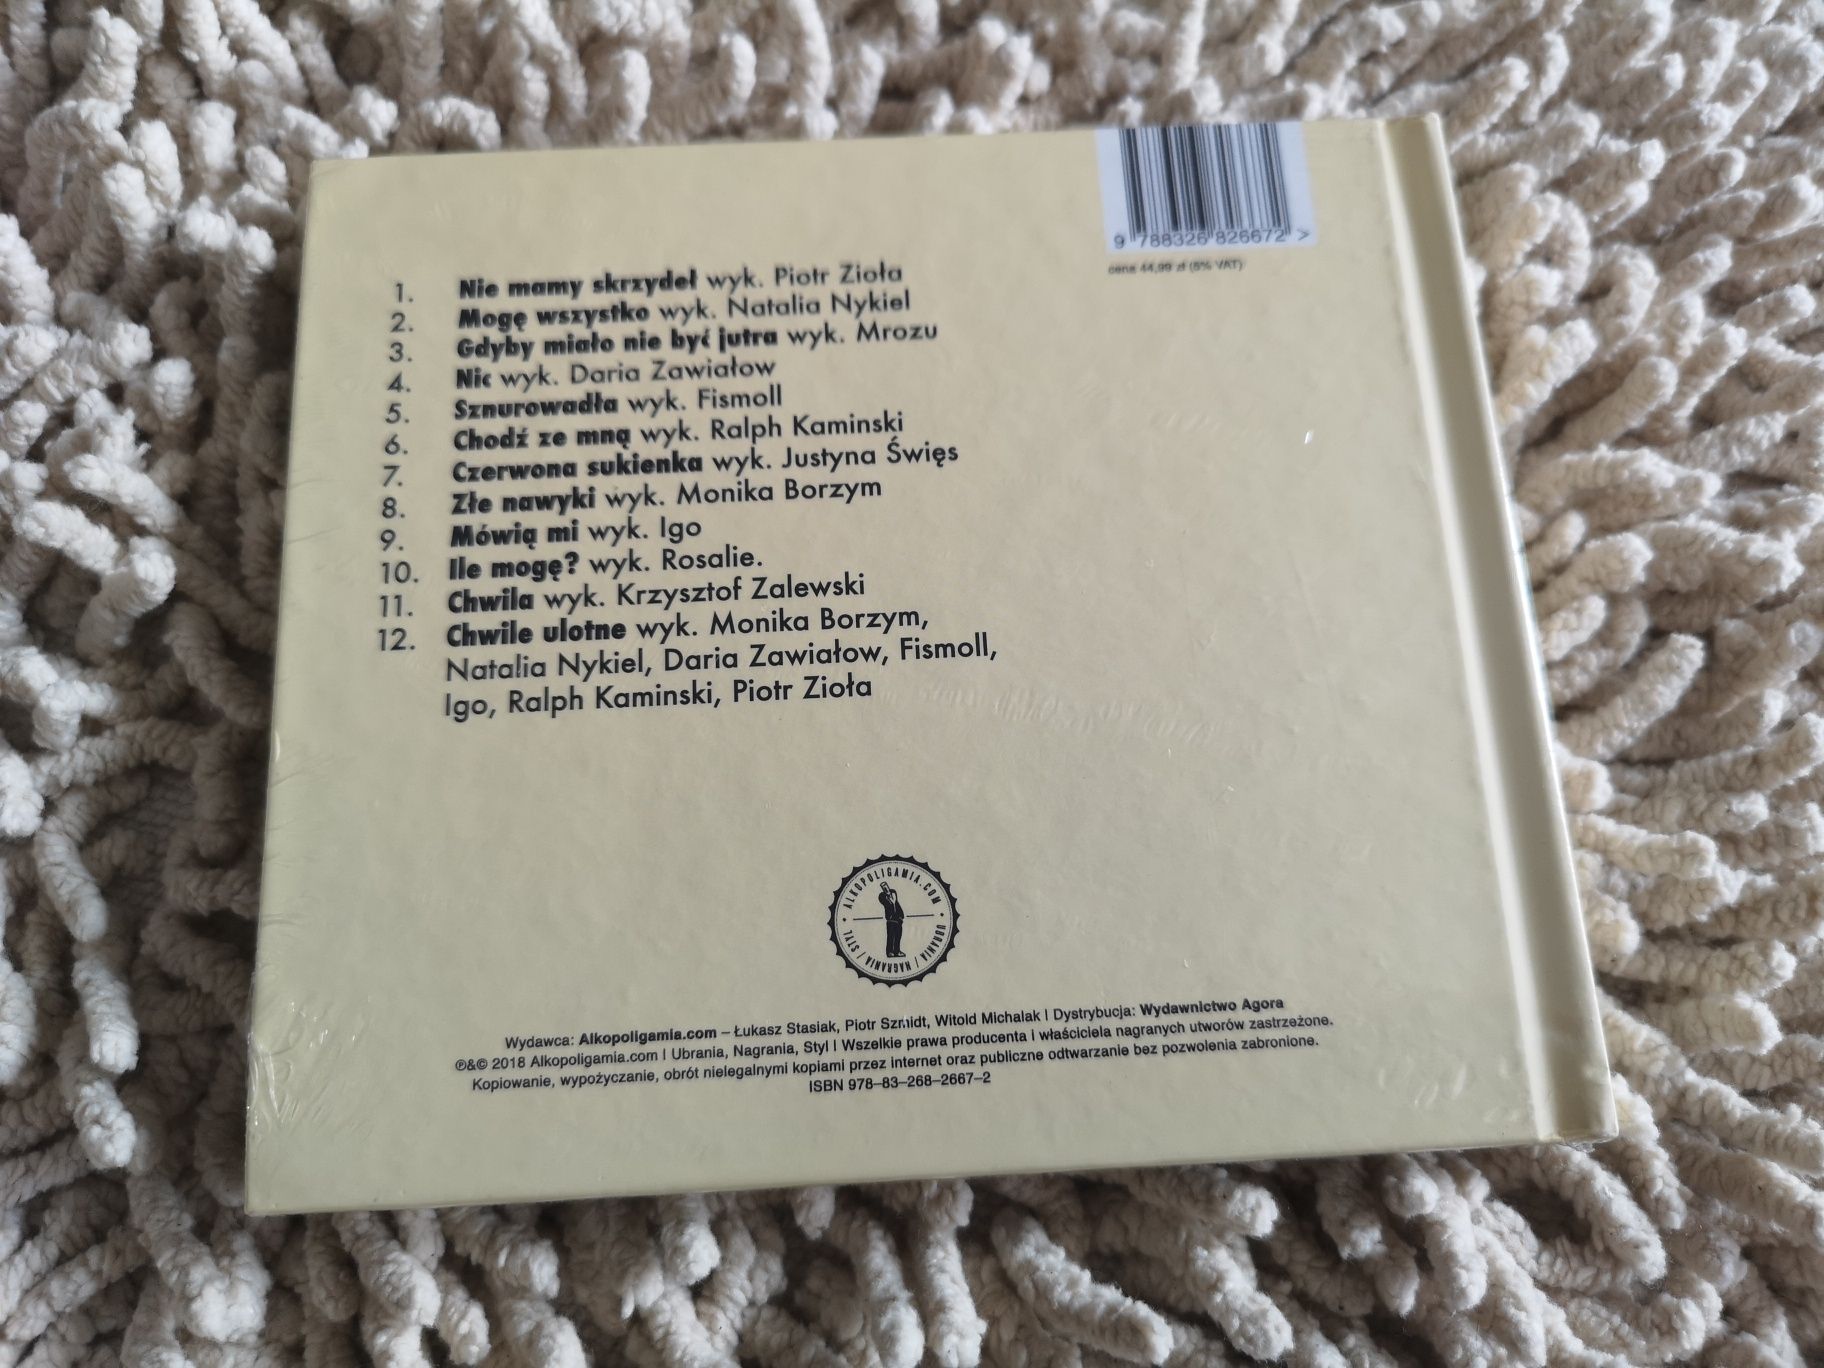 9 788326 826672 >
cena 44,99 zł (5% VAT)
1. Nie mamy skrzydeł wyk. Piotr Zioła
2. Mogę wszystko wyk. Natalia Nykiel
3. Gdyby miało nie być jutra wyk. Mrozu
4. Nic wyk. Daria Zawiałow
5. Sznurowadła wyk. Fismoll
6. Chodź ze mną wyk. Ralph Kaminski
7. Czerwona sukienka wyk. Justyna Święs
8. Złe nawyki wyk. Monika Borzym
9. Mówią mi wyk. Igo
10. Ile mogę? wyk. Rosalie.
11. Chwila wyk. Krzysztof Zalewski
12. Chwile ulotne wyk. Monika Borzym,
Natalia Nykiel, Daria Zawiałow, Fismoll,
Igo, Ralph Kaminski, Piotr Zioła
ALKOPOLIGAMIA.COM • UBRANIA / NAGRANIA / STYL •
Wydawca: Alkopoligamia.com – Łukasz Stasiak, Piotr Szmidt, Witold Michalak | Dystrybucja: Wydawnictwo Agora
℗&© 2018 Alkopoligamia.com | Ubrania, Nagrania, Styl | Wszelkie prawa producenta i właściciela nagranych utworów zastrzeżone.
Kopiowanie, wypożyczanie, obrót nielegalnymi kopiami przez internet oraz publiczne odtwarzanie bez pozwolenia zabronione.
ISBN 978–83–268–2667–2